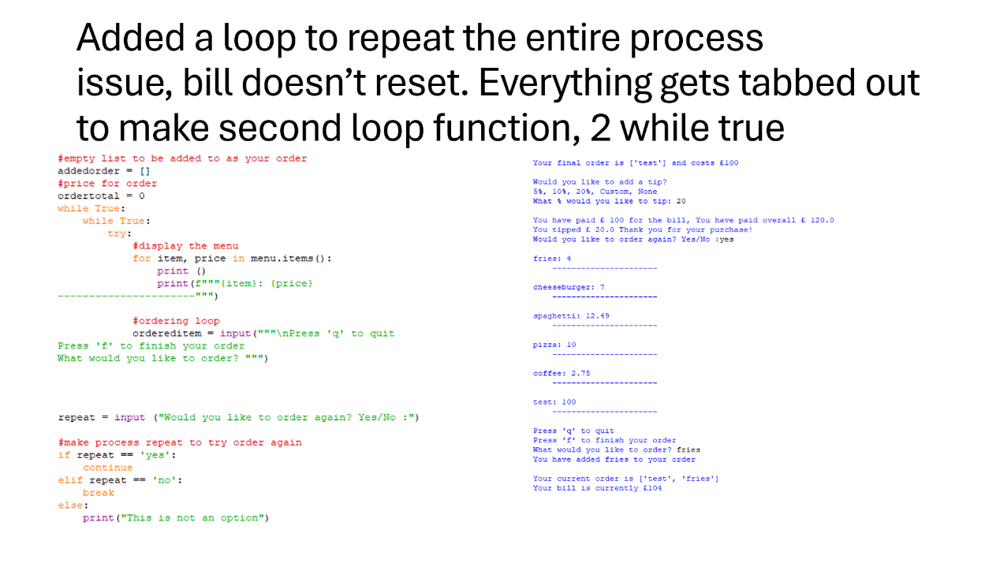 Added a loop to repeat the entire process
issue, bill doesn’t reset. Everything gets tabbed out
to make second loop function, 2 while true
#empty list to be added to as your order
addedorder = []
#price for order
ordertotal = 0
while True:
    while True:
        try:
            #display the menu
            for item, price in menu.items():
                print ()
                print(f"""{item}: {price}
----------------------""")
            #ordering loop
            ordereditem = input("""\nPress 'q' to quit
Press 'f' to finish your order
What would you like to order? """)
repeat = input ("Would you like to order again? Yes/No :")
#make process repeat to try order again
if repeat == 'yes':
    continue
elif repeat == 'no':
    break
else:
    print("This is not an option")
Your final order is ['test'] and costs £100
Would you like to add a tip?
5%, 10%, 20%, Custom, None
What % would you like to tip: 20
You have paid £ 100 for the bill, You have paid overall £ 120.0
You tipped £ 20.0 Thank you for your purchase!
Would you like to order again? Yes/No :yes
fries: 4
    ----------------------
cheeseburger: 7
    ----------------------
spaghetti: 12.49
    ----------------------
pizza: 10
    ----------------------
coffee: 2.75
    ----------------------
test: 100
    ----------------------
Press 'q' to quit
Press 'f' to finish your order
What would you like to order? fries
You have added fries to your order
Your current order is ['test', 'fries']
Your bill is currently £104